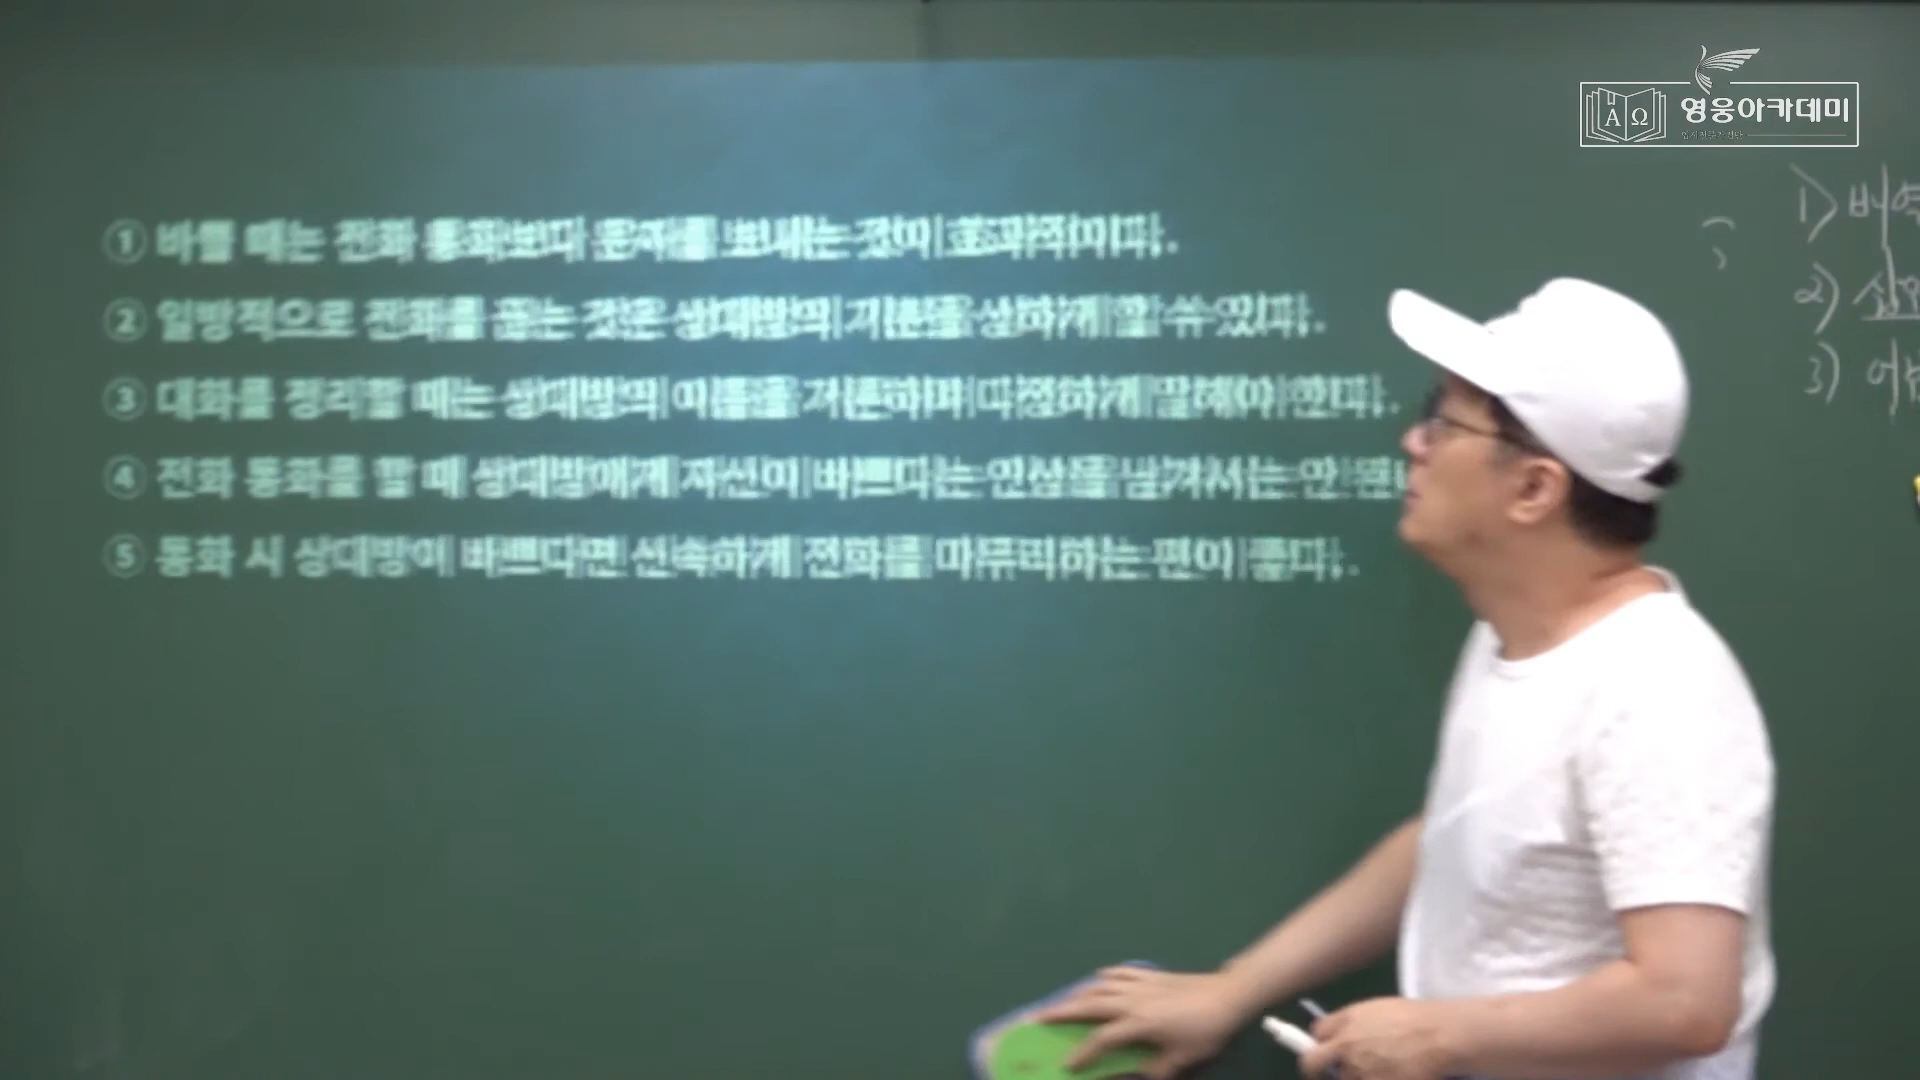 영웅아카데미
① 바쁠 때는 전화 통화보다 문자를 보내는 것이 효과적이다.
② 일방적으로 전화를 끊는 것은 상대방의 기분을 상하게 할 수 있다.
③ 대화를 정리할 때는 상대방의 이름을 거론하며 다정하게 말해야 한다.
④ 전화 통화를 할 때 상대방에게 자신이 바쁘다는 인상을 남겨서는 안 된
⑤ 통화 시 상대방이 바쁘다면 신속하게 전화를 마무리하는 편이 좋다.
1) 비역
2)
3) 어